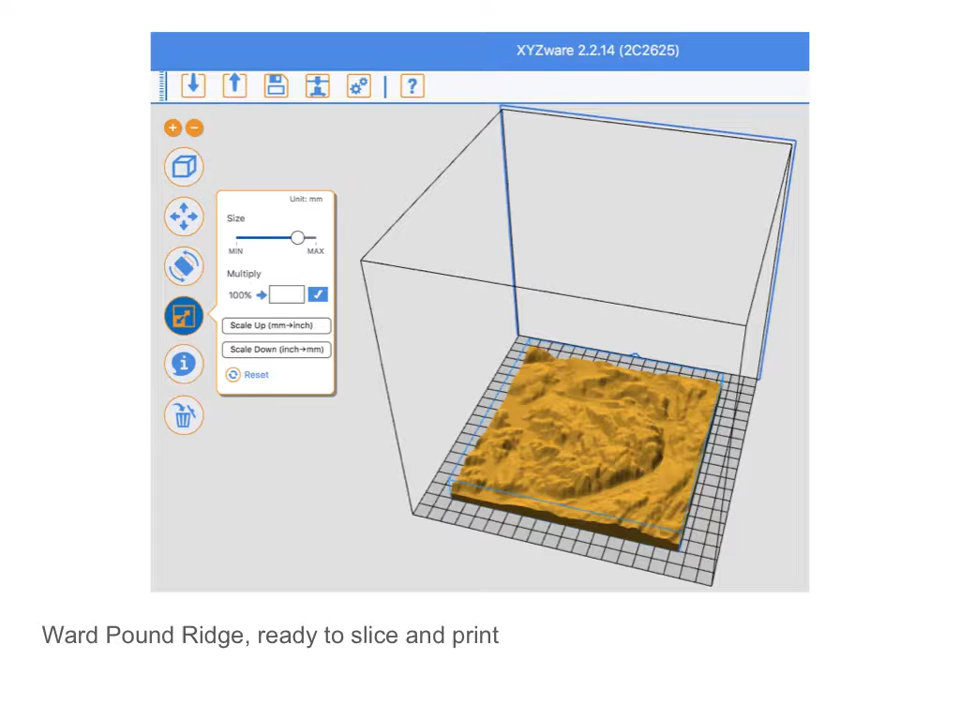 XYZware 2.2.14 (2C2625)
?
Unit: mm
Size
MIN MAX
Multiply
100%
Scale Up (mm→inch)
Scale Down (inch→mm)
Reset
Ward Pound Ridge, ready to slice and print